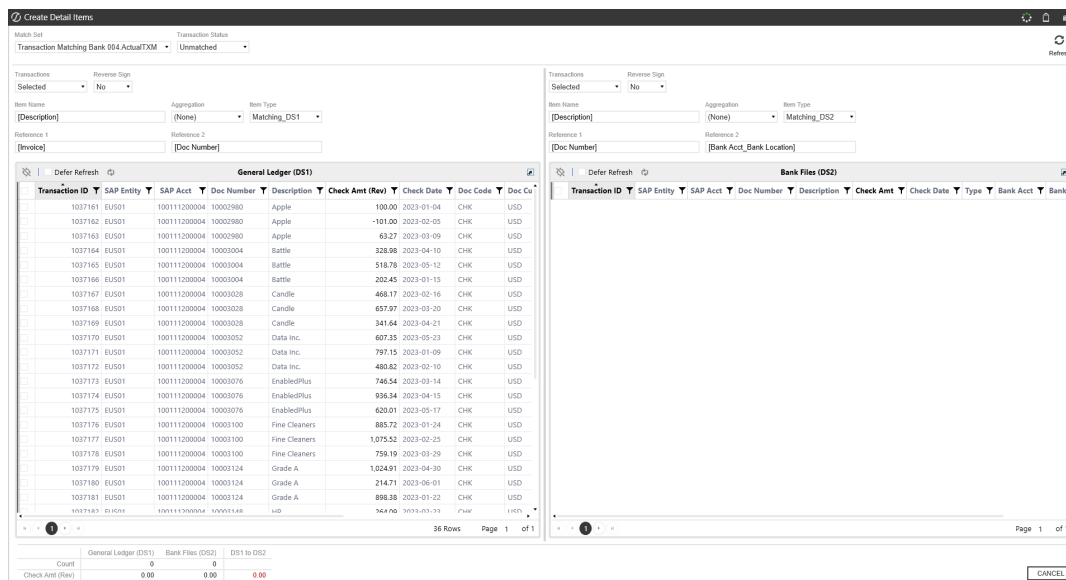 Create Detail Items
Match Set
Transaction Status
Transaction Matching Bank 004.ActualTXM
Unmatched
Refres
Transactions
Reverse Sign
Selected
No
Item Name
Aggregation
Item Type
[Description]
(None)
Matching_DS1
Reference 1
Reference 2
[Invoice]
[Doc Number]
Defer Refresh
General Ledger (DS1)
Transaction ID SAP Entity SAP Acct Doc Number Description Check Amt (Rev) Check Date Doc Code Doc Cu
1037161 EUS01 100111200004 10002980 Apple 100.00 2023-01-04 CHK USD
1037162 EUS01 100111200004 10002980 Apple -101.00 2023-02-05 CHK USD
1037163 EUS01 100111200004 10002980 Apple 63.27 2023-03-09 CHK USD
1037164 EUS01 100111200004 10003004 Battle 328.98 2023-04-10 CHK USD
1037165 EUS01 100111200004 10003004 Battle 518.78 2023-05-12 CHK USD
1037166 EUS01 100111200004 10003004 Battle 202.45 2023-01-15 CHK USD
1037167 EUS01 100111200004 10003028 Candle 468.17 2023-02-16 CHK USD
1037168 EUS01 100111200004 10003028 Candle 657.97 2023-03-20 CHK USD
1037169 EUS01 100111200004 10003028 Candle 341.64 2023-04-21 CHK USD
1037170 EUS01 100111200004 10003052 Data Inc. 607.35 2023-05-23 CHK USD
1037171 EUS01 100111200004 10003052 Data Inc. 797.15 2023-01-09 CHK USD
1037172 EUS01 100111200004 10003052 Data Inc. 480.82 2023-02-10 CHK USD
1037173 EUS01 100111200004 10003076 EnabledPlus 746.54 2023-03-14 CHK USD
1037174 EUS01 100111200004 10003076 EnabledPlus 936.34 2023-04-15 CHK USD
1037175 EUS01 100111200004 10003076 EnabledPlus 620.01 2023-05-17 CHK USD
1037176 EUS01 100111200004 10003100 Fine Cleaners 885.72 2023-01-24 CHK USD
1037177 EUS01 100111200004 10003100 Fine Cleaners 1,075.52 2023-02-25 CHK USD
1037178 EUS01 100111200004 10003100 Fine Cleaners 759.19 2023-03-29 CHK USD
1037179 EUS01 100111200004 10003124 Grade A 1,024.91 2023-04-30 CHK USD
1037180 EUS01 100111200004 10003124 Grade A 214.71 2023-06-01 CHK USD
1037181 EUS01 100111200004 10003124 Grade A 898.38 2023-01-22 CHK USD
1037182 EUS01 100111200004 10003148 HP 264.09 2023-02-23 CHK USD
1
36 Rows Page 1 of 1
Transactions
Reverse Sign
Selected
No
Item Name
Aggregation
Item Type
[Description]
(None)
Matching_DS2
Reference 1
Reference 2
[Doc Number]
[Bank Acct_Bank Location]
Defer Refresh
Bank Files (DS2)
Transaction ID SAP Entity SAP Acct Doc Number Description Check Amt Check Date Type Bank Acct Bank
1
Page 1 of
General Ledger (DS1) Bank Files (DS2) DS1 to DS2
Count 0 0
Check Amt (Rev) 0.00 0.00 0.00
CANCEL